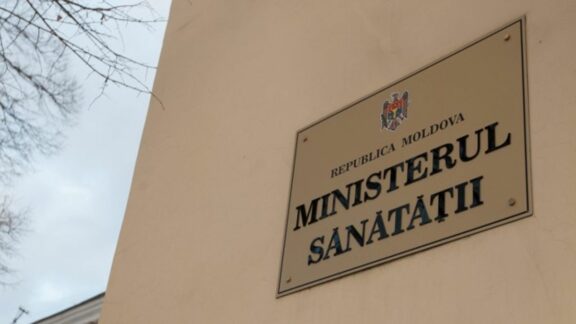 REPUBLICA MOLDOVA
MINISTERUL
SĂNĂTĂȚII